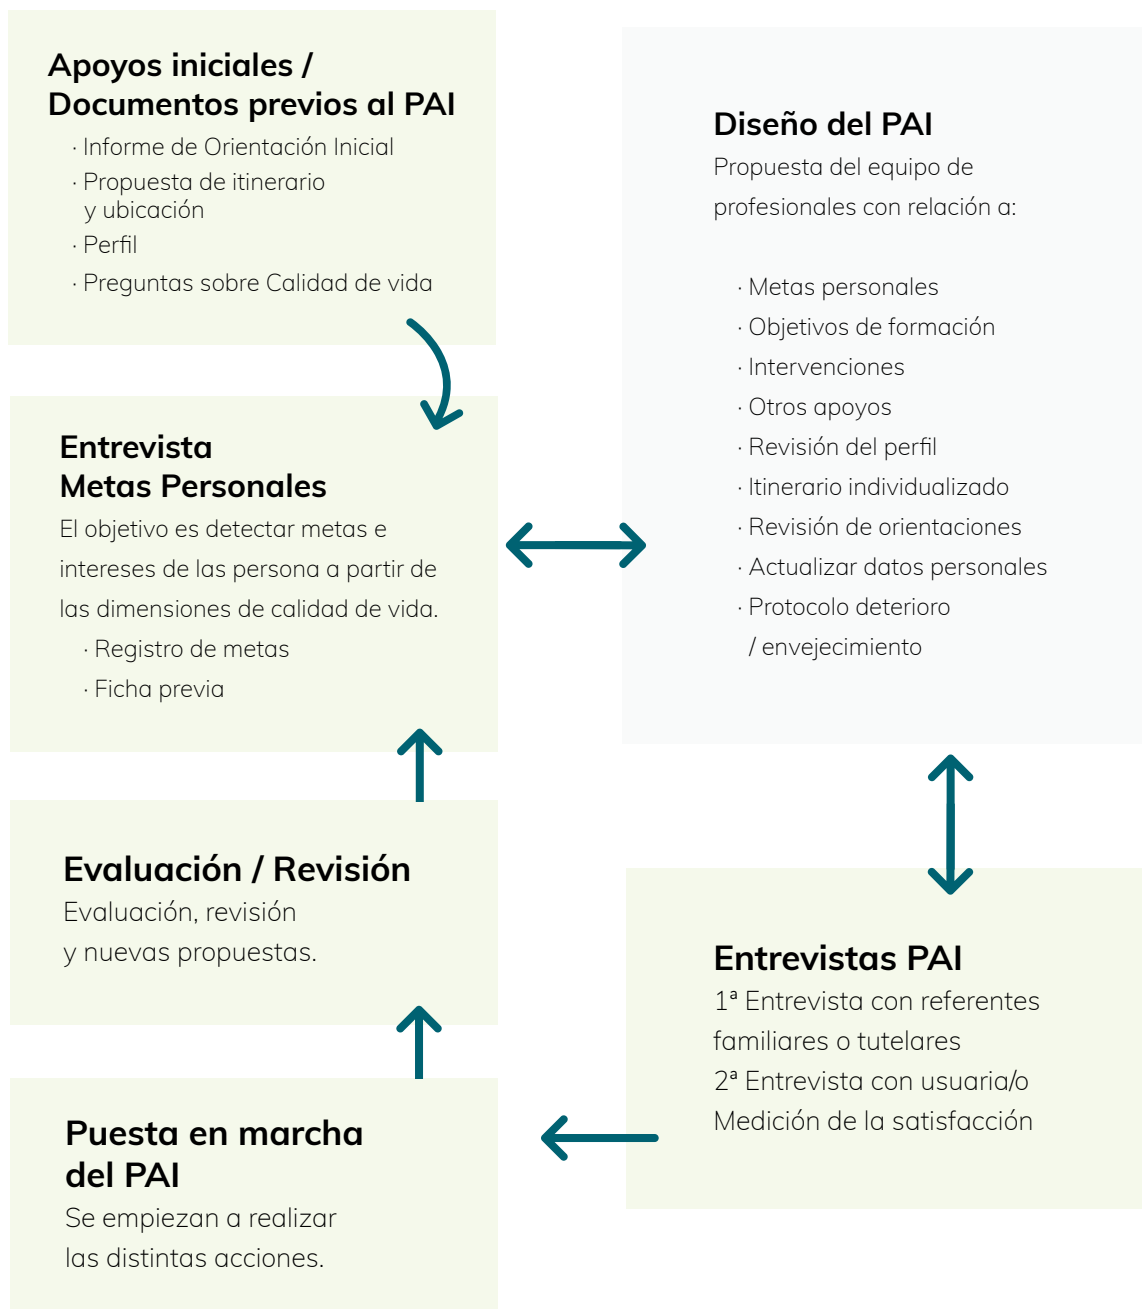 Apoyos iniciales /
Documentos previos al PAI
· Informe de Orientación Inicial
· Propuesta de itinerario
y ubicación
· Perfil
· Preguntas sobre Calidad de vida
Entrevista
Metas Personales
El objetivo es detectar metas e
intereses de las persona a partir de
las dimensiones de calidad de vida.
· Registro de metas
· Ficha previa
Diseño del PAI
Propuesta del equipo de
profesionales con relación a:
· Metas personales
· Objetivos de formación
· Intervenciones
· Otros apoyos
· Revisión del perfil
· Itinerario individualizado
· Revisión de orientaciones
· Actualizar datos personales
· Protocolo deterioro
/ envejecimiento
Entrevistas PAI
1ª Entrevista con referentes
familiares o tutelares
2ª Entrevista con usuaria/o
Medición de la satisfacción
Puesta en marcha
del PAI
Se empiezan a realizar
las distintas acciones.
Evaluación / Revisión
Evaluación, revisión
y nuevas propuestas.